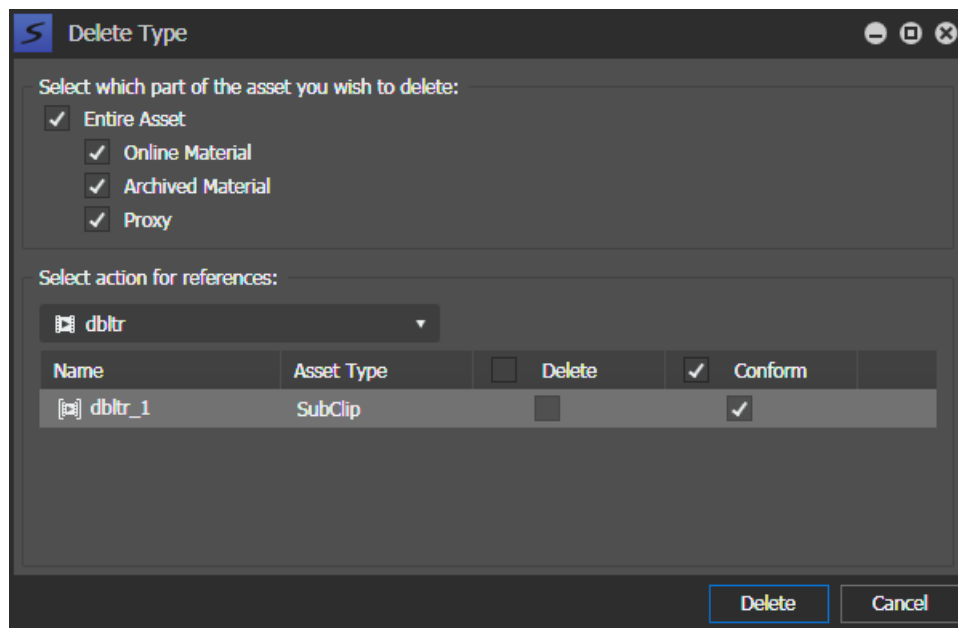 Delete Type
Select which part of the asset you wish to delete:
Entire Asset
Online Material
Archived Material
Proxy
Select action for references:
dbltr
Name Asset Type Delete Conform
dbltr_1 SubClip
Delete Cancel